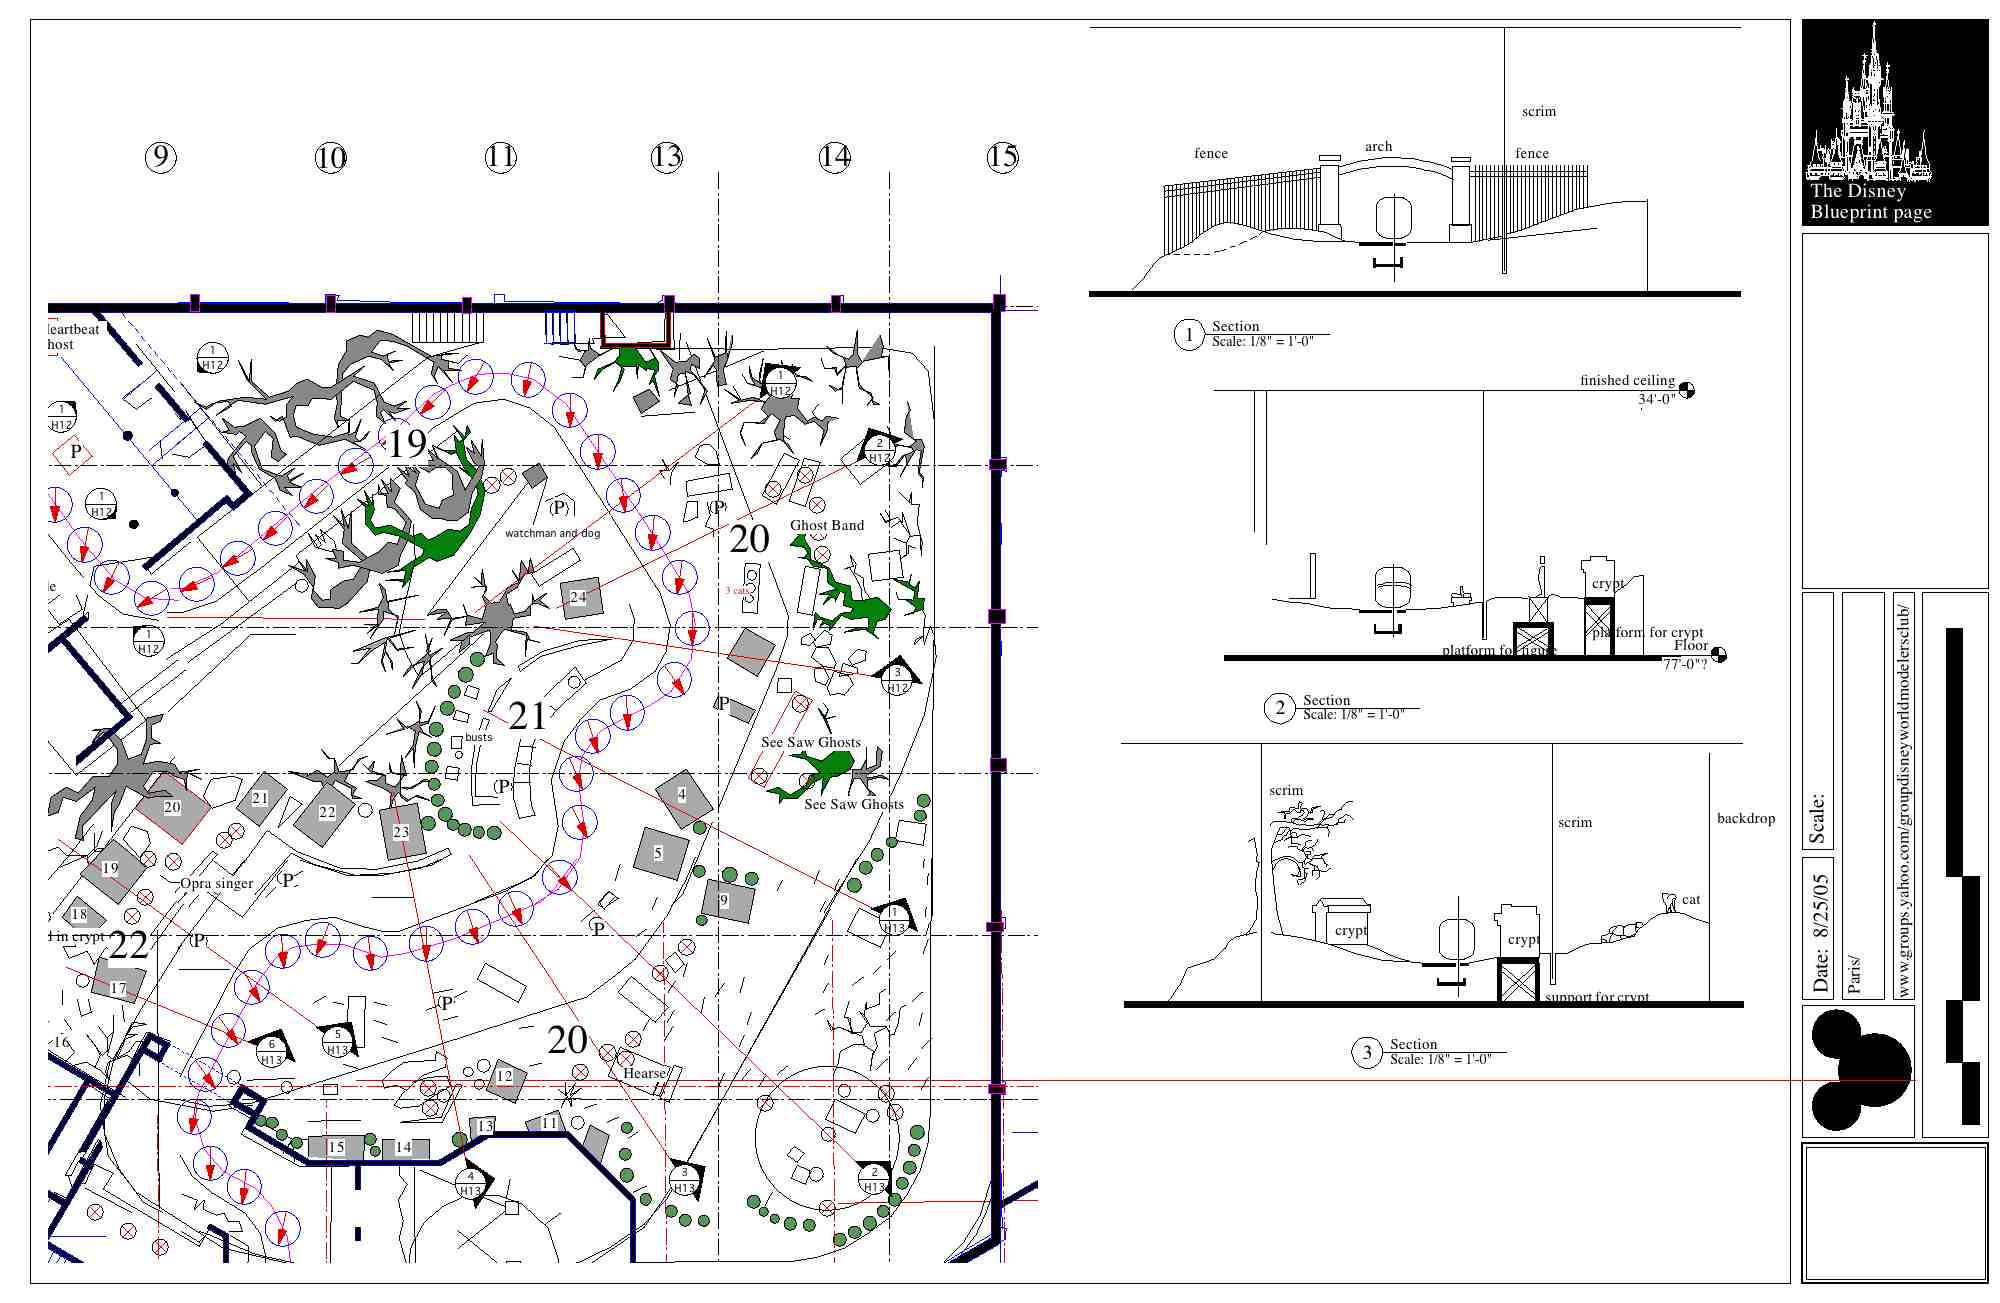 9
10
11
13
14
15
leartbeat
host
1
H12
1
H12
P
1
H12
1
H12
19
1
H12
2
H12
(P)
watchman and dog
(P)
20
Ghost Band
3 cats
24
3
H12
P
21
busts
(P)
See Saw Ghosts
See Saw Ghosts
20
21
22
23
4
5
9
19
18
Opra singer
(P)
l in crypt
22
(P)
17
1
H13
P
(P)
5
H13
6
H13
16
20
Hearse
12
13
11
15
14
4
H13
3
H13
2
H13
scrim
fence
arch
fence
1
Section
Scale: 1/8" = 1'-0"
finished ceiling
34'-0"
crypt
platform for crypt
platform for figure
Floor
77'-0"?
2
Section
Scale: 1/8" = 1'-0"
scrim
scrim
backdrop
cat
crypt
crypt
support for crypt
3
Section
Scale: 1/8" = 1'-0"
The Disney
Blueprint page
Scale:
Date: 8/25/05
Paris/
www.groups.yahoo.com/groupdisneyworldmodelersclub/